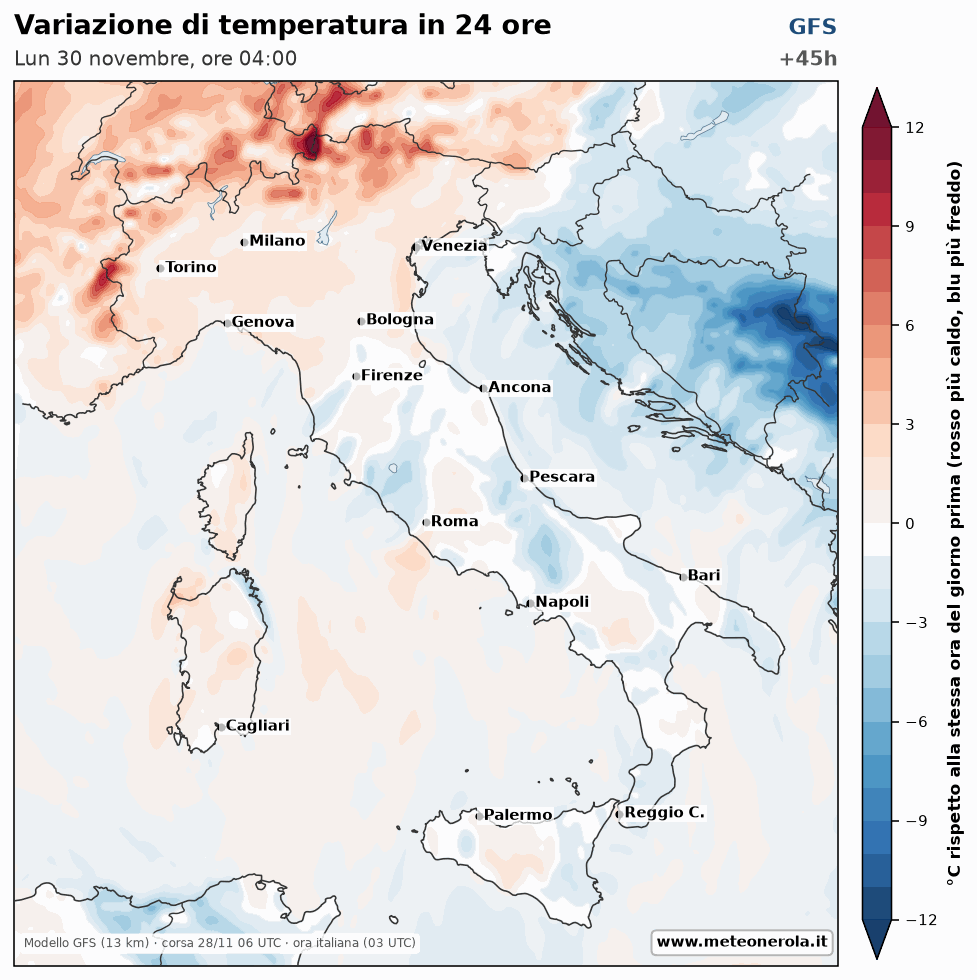 Variazione di temperatura in 24 ore
GFS
Lun 30 novembre, ore 04:00
+45h
Milano
Venezia
Torino
Genova
Bologna
Firenze
Ancona
Pescara
Roma
Bari
Napoli
Cagliari
Palermo
Reggio C.
12
9
6
3
0
−3
−6
−9
−12
°C rispetto alla stessa ora del giorno prima (rosso più caldo, blu più freddo)
Modello GFS (13 km) · corsa 28/11 06 UTC · ora italiana (03 UTC)
www.meteonerola.it